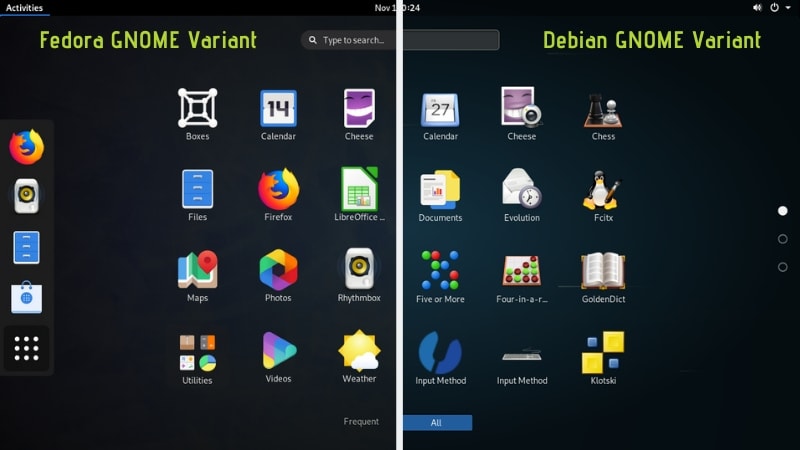 Activities
Nov 1
0:24
Fedora GNOME Variant
Type to search...
Debian GNOME Variant
14
27
Boxes
Calendar
Cheese
Calendar
Cheese
Chess
Files
Firefox
LibreOffice ...
Documents
Evolution
Fcitx
Maps
Photos
Rhythmbox
Five or More
Four-in-a-r...
GoldenDict
Utilities
Videos
Weather
Input Method
Input Method
Klotski
Frequent
All